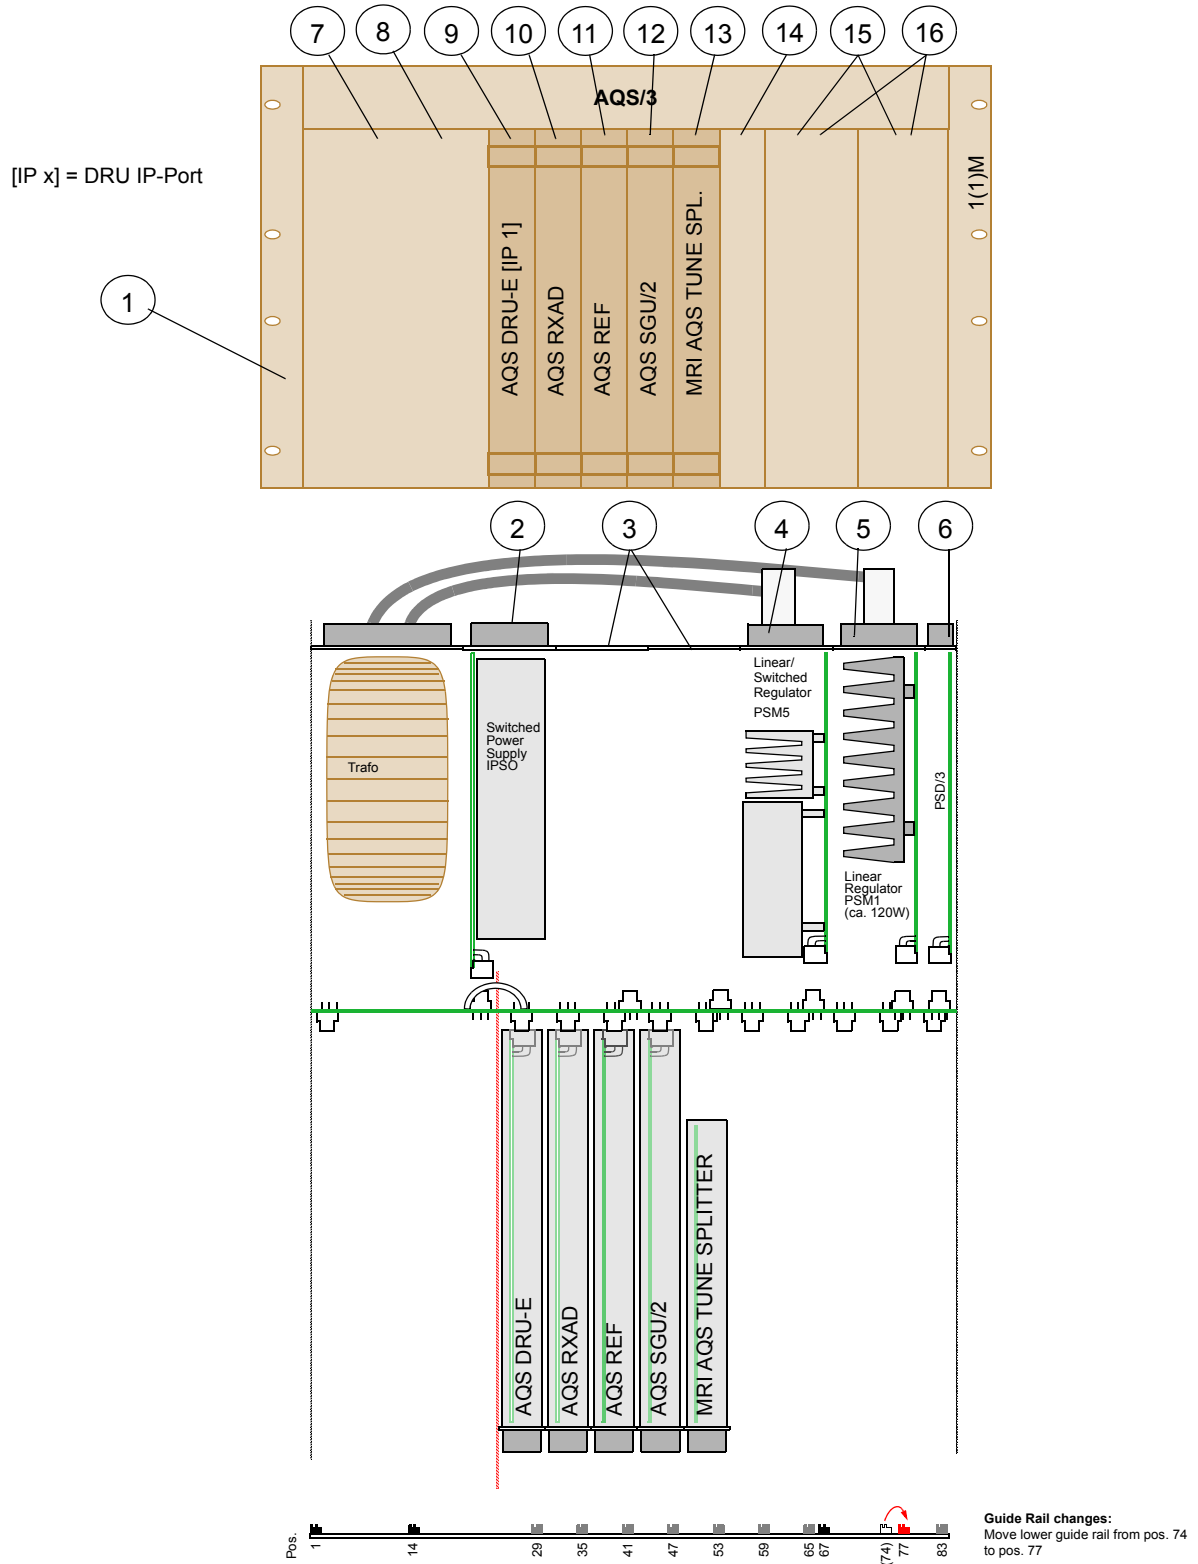 7 8 9 10 11 12 13 14 15 16
AQS/3
[IP x] = DRU IP-Port
1(1)M
1
AQS DRU-E [IP 1]
AQS RXAD
AQS REF
AQS SGU/2
MRI AQS TUNE SPL.
2 3 4 5 6
Trafo
Switched
Power
Supply
IPSO
Linear/
Switched
Regulator
PSM5
Linear
Regulator
PSM1
(ca. 120W)
PSD/3
AQS DRU-E
AQS RXAD
AQS REF
AQS SGU/2
MRI AQS TUNE SPLITTER
Pos. 1 14 29 35 41 47 53 59 65 67 (74) 77 83
Guide Rail changes:
Move lower guide rail from pos. 74
to pos. 77